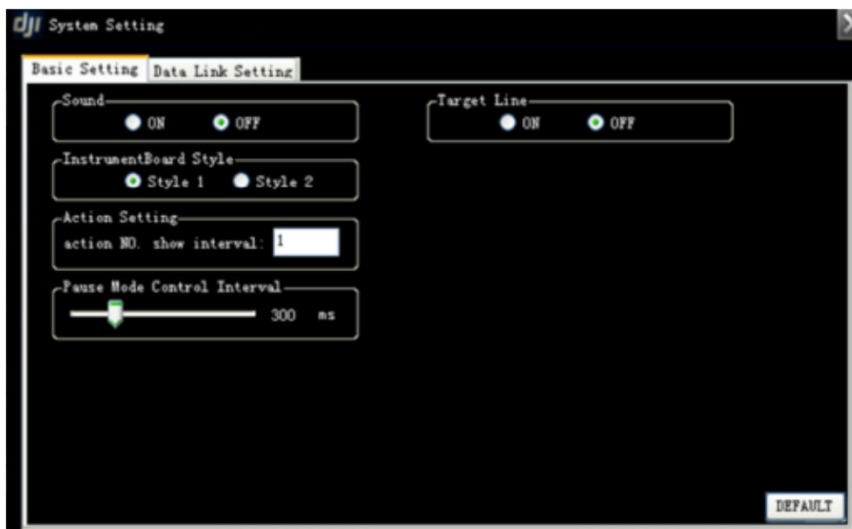 dji System Setting
Basic Setting Data Link Setting
Sound
ON OFF
Target Line
ON OFF
InstrumentBoard Style
Style 1 Style 2
Action Setting
action NO. show interval: 1
Pause Mode Control Interval
300 ms
DEFAULT